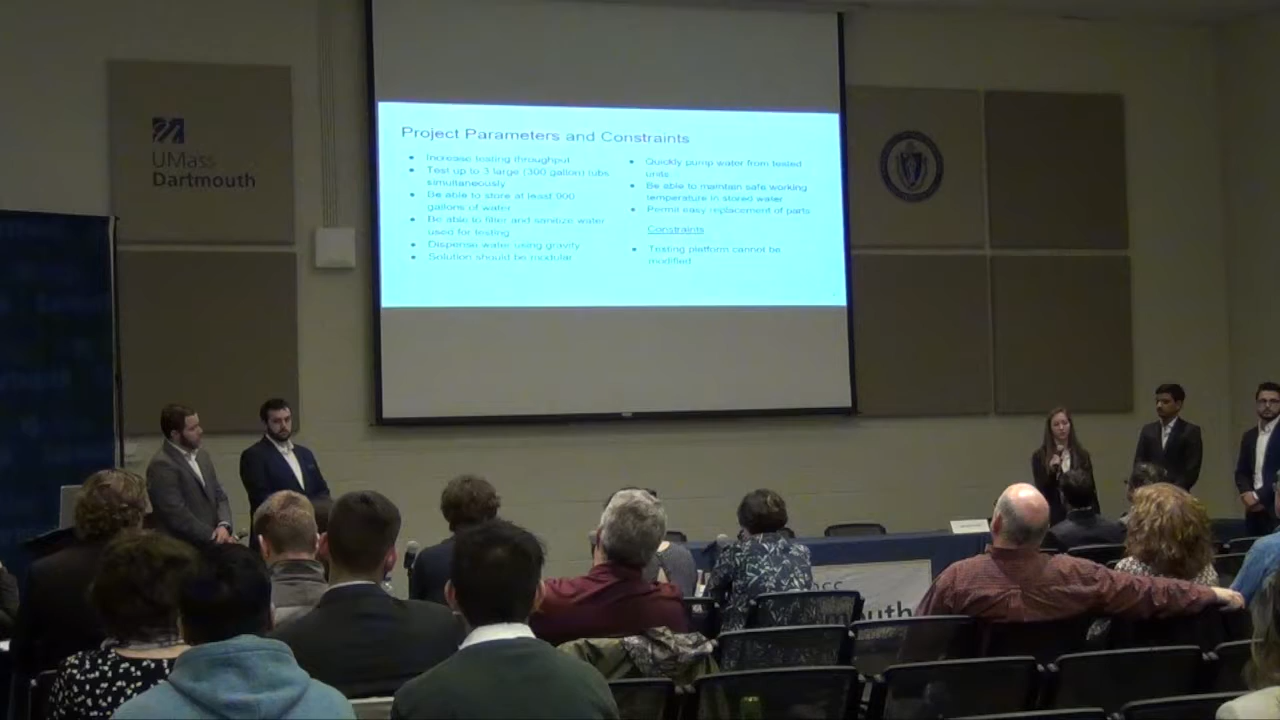 UMass
Dartmouth
Project Parameters and Constraints
Increase testing throughput
Test up to 3 large (300 gallon) tubs
simultaneously
Be able to store at least 900
gallons of water
Be able to filter and sanitize water
used for testing
Dispense water using gravity
Solution should be modular
Quickly pump water from tested
units
Be able to maintain safe working
temperature in stored water
Permit easy replacement of parts
Constraints
Testing platform cannot be
modified